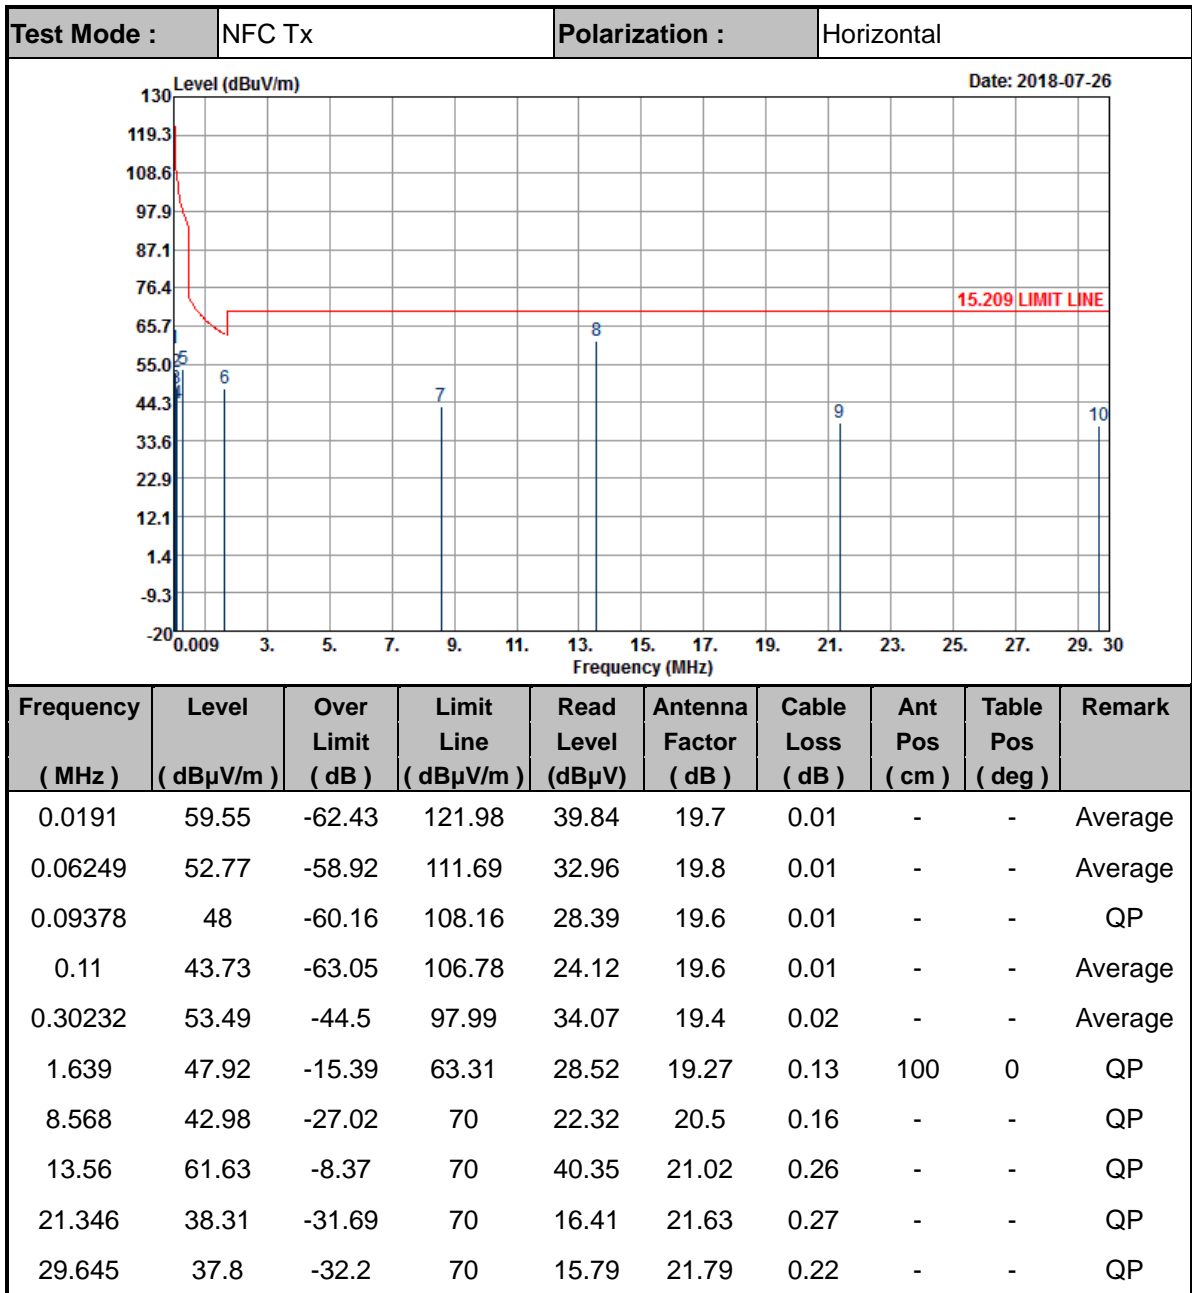 Test Mode : NFC Tx Polarization : Horizontal
Level (dBuV/m) Date: 2018-07-26
130
119.3
108.6
97.9
87.1
76.4
15.209 LIMIT LINE
65.7
55.0
44.3
33.6
22.9
12.1
1.4
-9.3
-20
1
2
3
4
5
6
7
8
9
10
0.009 3. 5. 7. 9. 11. 13. 15. 17. 19. 21. 23. 25. 27. 29. 30
Frequency (MHz)
Frequency Level Over Limit Read Antenna Cable Ant Table Remark
Limit Line Level Factor Loss Pos Pos
( MHz ) ( dBµV/m ) ( dB ) ( dBµV/m ) (dBµV) ( dB ) ( dB ) ( cm ) ( deg )
0.0191 59.55 -62.43 121.98 39.84 19.7 0.01 - - Average
0.06249 52.77 -58.92 111.69 32.96 19.8 0.01 - - Average
0.09378 48 -60.16 108.16 28.39 19.6 0.01 - - QP
0.11 43.73 -63.05 106.78 24.12 19.6 0.01 - - Average
0.30232 53.49 -44.5 97.99 34.07 19.4 0.02 - - Average
1.639 47.92 -15.39 63.31 28.52 19.27 0.13 100 0 QP
8.568 42.98 -27.02 70 22.32 20.5 0.16 - - QP
13.56 61.63 -8.37 70 40.35 21.02 0.26 - - QP
21.346 38.31 -31.69 70 16.41 21.63 0.27 - - QP
29.645 37.8 -32.2 70 15.79 21.79 0.22 - - QP